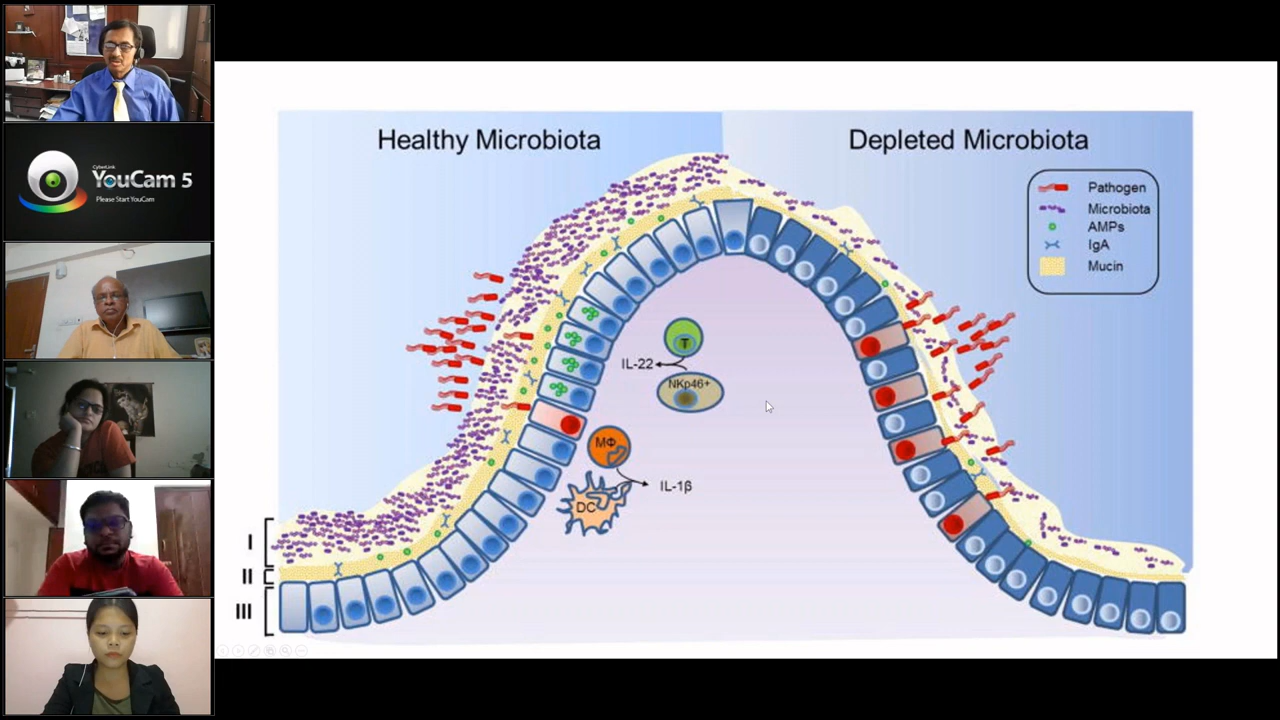 CyberLink
YouCam 5
Please Start YouCam
Healthy Microbiota
Depleted Microbiota
Pathogen
Microbiota
AMPs
IgA
Mucin
T
IL-22
NKp46+
MΦ
IL-1β
DC
I
II
III